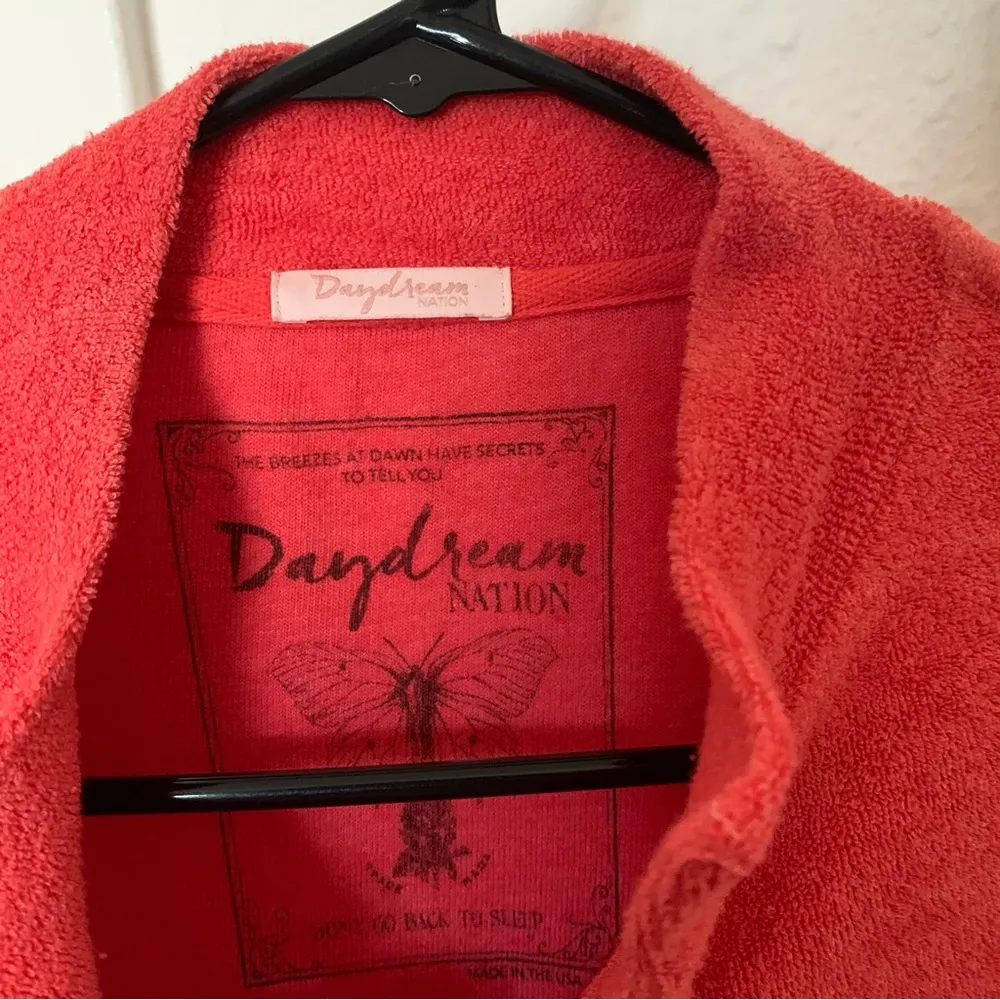 Daydream
NATION
THE BREEZES AT DAWN HAVE SECRETS
TO TELL YOU
Daydream
NATION
TRADE MARK
DON'T GO BACK TO SLEEP
MADE IN THE USA